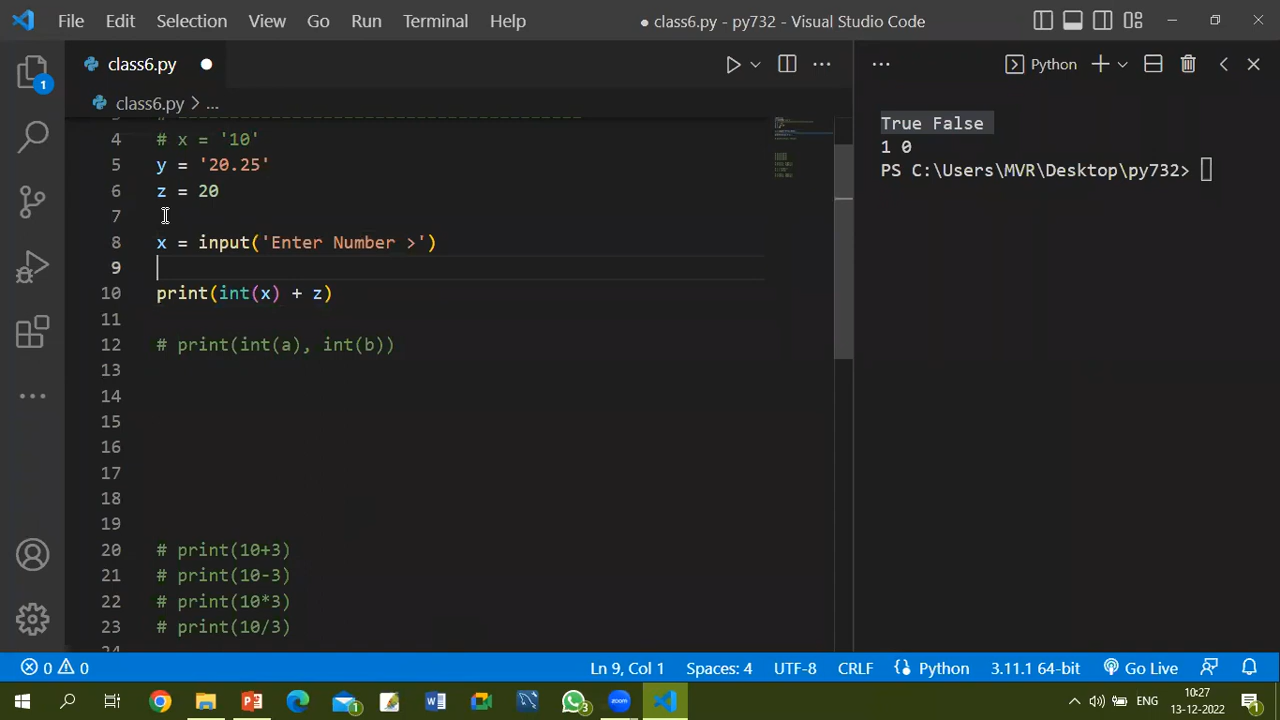 File Edit Selection View Go Run Terminal Help ● class6.py - py732 - Visual Studio Code
class6.py ●
Python
1
class6.py > ...
4 # x = '10'
5 y = '20.25'
6 z = 20
7
8 x = input('Enter Number >')
9
10 print(int(x) + z)
11
12 # print(int(a), int(b))
13
14
15
16
17
18
19
20 # print(10+3)
21 # print(10-3)
22 # print(10*3)
23 # print(10/3)
True False
1 0
PS C:\Users\MVR\Desktop\py732>
0 0 Ln 9, Col 1 Spaces: 4 UTF-8 CRLF Python 3.11.1 64-bit Go Live
1 3 zoom ENG 10:27
13-12-2022 1